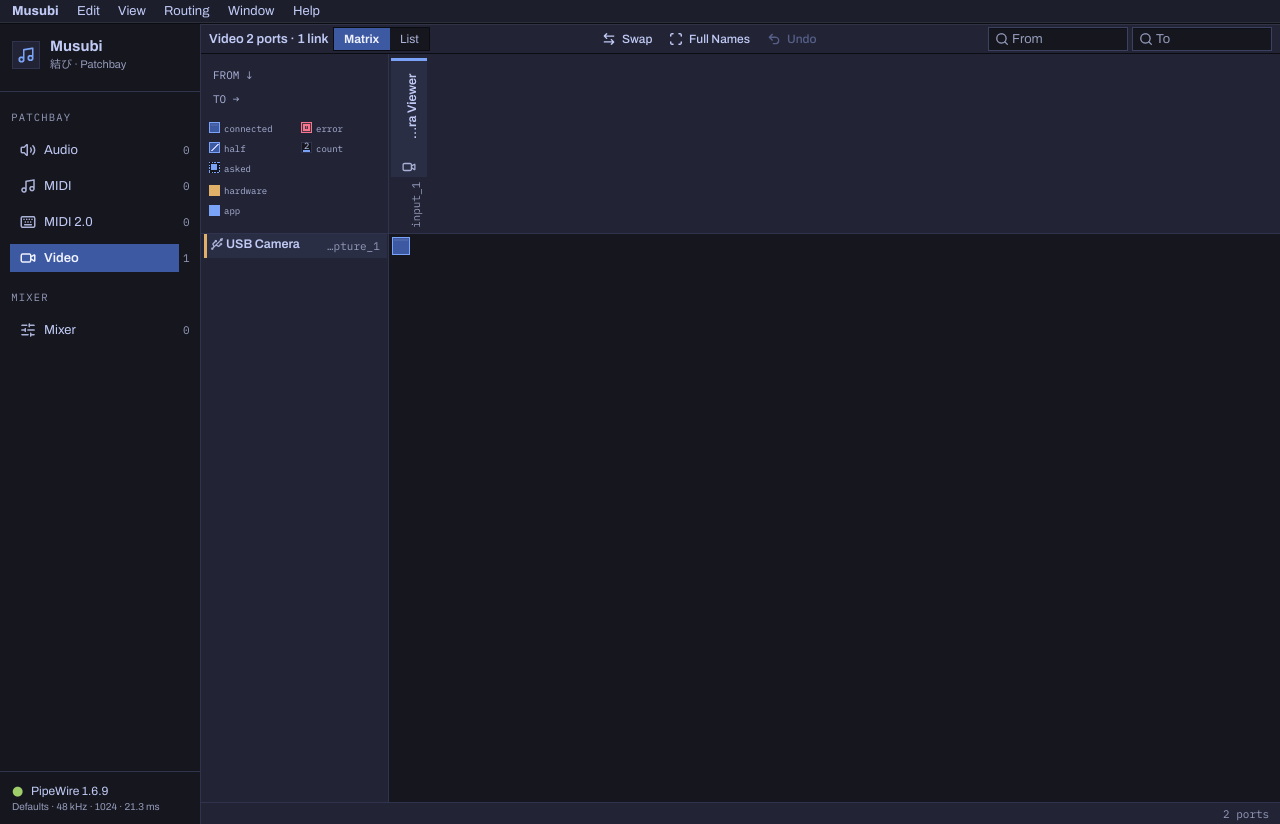 Musubi Edit View Routing Window Help
Musubi
結び · Patchbay
PATCHBAY
Audio 0
MIDI 0
MIDI 2.0 0
Video 1
MIXER
Mixer 0
PipeWire 1.6.9
Defaults · 48 kHz · 1024 · 21.3 ms
Video 2 ports · 1 link Matrix List Swap Full Names Undo From To
FROM ↓
TO →
connected error
half 2 count
asked
hardware
app
…ra Viewer
input_1
USB Camera …pture_1
2 ports